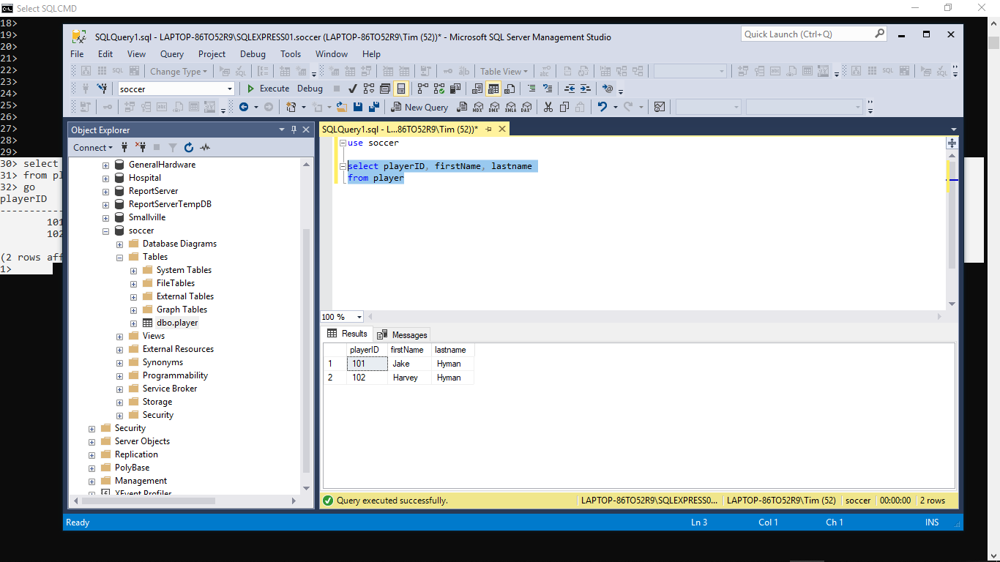 Select SQLCMD
18>
19>
20>
21>
22>
23>
24>
25>
26>
27>
28>
29>
30> select
31> from pl
32> go
playerID
-----------
101
102
(2 rows aff
1>
SQLQuery1.sql - LAPTOP-86TO52R9\SQLEXPRESS01.soccer (LAPTOP-86TO52R9\Tim (52))* - Microsoft SQL Server Management Studio
Quick Launch (Ctrl+Q)
File Edit View Query Project Debug Tools Window Help
SQL Change Type SQL Table View SQL
soccer Execute Debug
New Query MDX DMX XMLA DAX
Object Explorer
Connect
GeneralHardware
Hospital
ReportServer
ReportServerTempDB
Smallville
soccer
Database Diagrams
Tables
System Tables
FileTables
External Tables
Graph Tables
dbo.player
Views
External Resources
Synonyms
Programmability
Service Broker
Storage
Security
Security
Server Objects
Replication
PolyBase
Management
XEvent Profiler
SQLQuery1.sql - L...86TO52R9\Tim (52))*
use soccer
select playerID, firstName, lastname
from player
100 %
Results Messages
playerID firstName lastname
1 101 Jake Hyman
2 102 Harvey Hyman
Query executed successfully. LAPTOP-86TO52R9\SQLEXPRESS0... LAPTOP-86TO52R9\Tim (52) soccer 00:00:00 2 rows
Ready Ln 3 Col 1 Ch 1 INS